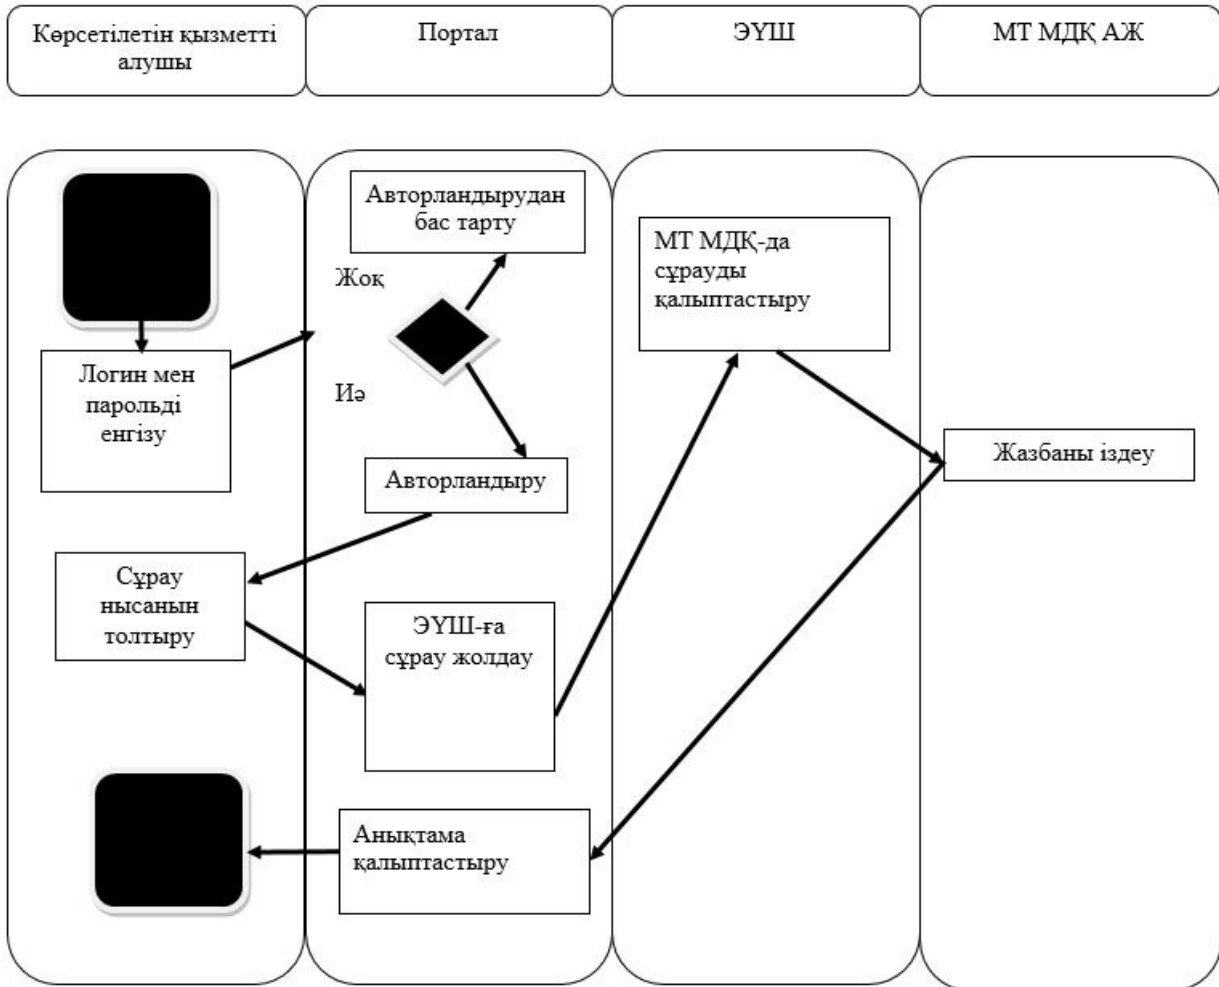 Көрсетілетін қызметті
алушы
Портал
ЭҮШ
МТ МДҚ АЖ
Авторландырудан
бас тарту
МТ МДҚ-да
сұрауды
қалыптастыру
Жоқ
Логин мен
парольді
енгізу
Иә
Авторландыру
Жазбаны іздеу
Сұрау
нысанын
толтыру
ЭҮШ-ға
сұрау жолдау
Анықтама
қалыптастыру